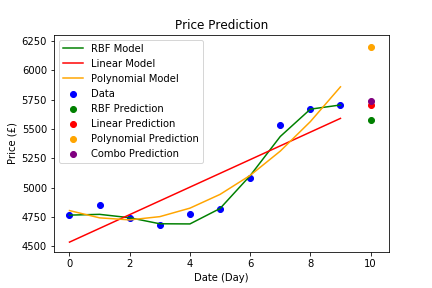 Price Prediction
6250
6000
5750
5500
5250
5000
4750
4500
Price (£)
RBF Model
Linear Model
Polynomial Model
Data
RBF Prediction
Linear Prediction
Polynomial Prediction
Combo Prediction
0 2 4 6 8 10
Date (Day)